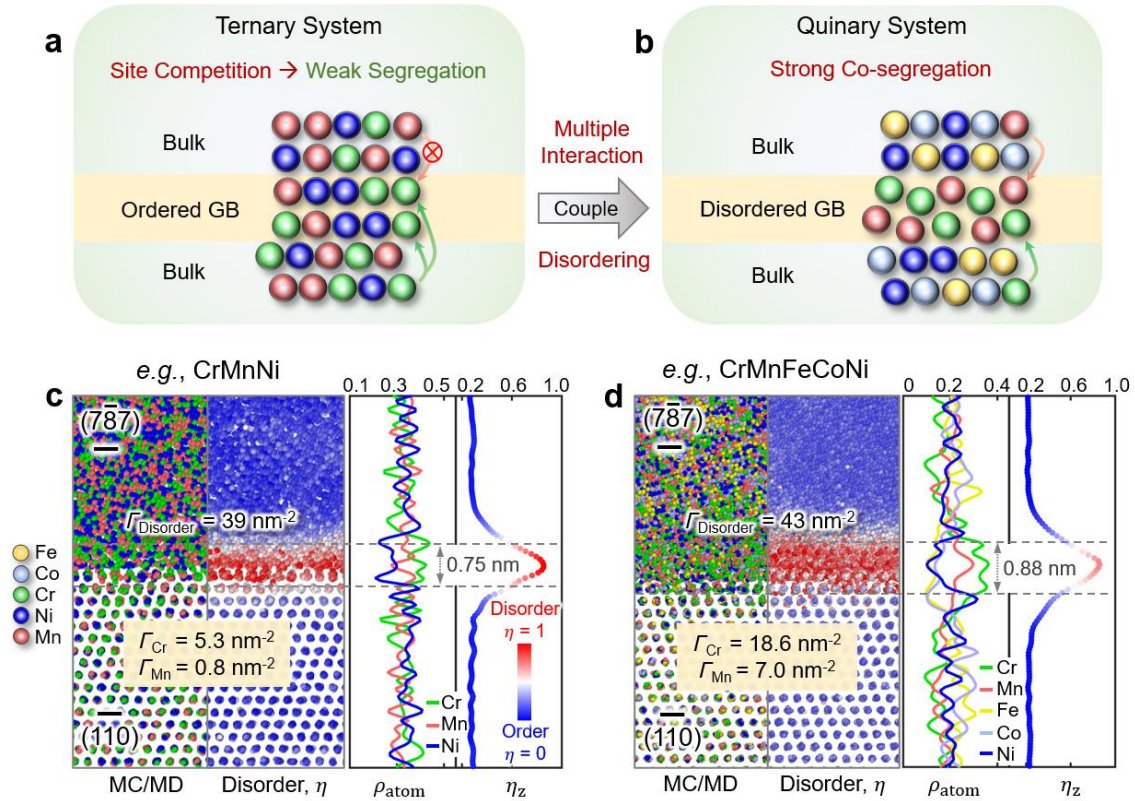 a
Ternary System
Site Competition → Weak Segregation
Bulk
Ordered GB
Bulk
Multiple
Interaction
Couple
Disordering
b
Quinary System
Strong Co-segregation
Bulk
Disordered GB
Bulk
Fe
Co
Cr
Ni
Mn
c
e.g., CrMnNi
0.1 0.3 0.5 0.2 0.6 1.0
(78̅7)
Γ_Disorder = 39 nm⁻²
0.75 nm
Γ_Cr = 5.3 nm⁻²
Γ_Mn = 0.8 nm⁻²
Disorder
η = 1
Order
η = 0
Cr
Mn
Ni
(110)
MC/MD Disorder, η ρ_atom η_z
d
e.g., CrMnFeCoNi
0 0.2 0.4 0.2 0.6 1.0
(78̅7)
Γ_Disorder = 43 nm⁻²
0.88 nm
Γ_Cr = 18.6 nm⁻²
Γ_Mn = 7.0 nm⁻²
Cr
Mn
Fe
Co
Ni
(110)
MC/MD Disorder, η ρ_atom η_z